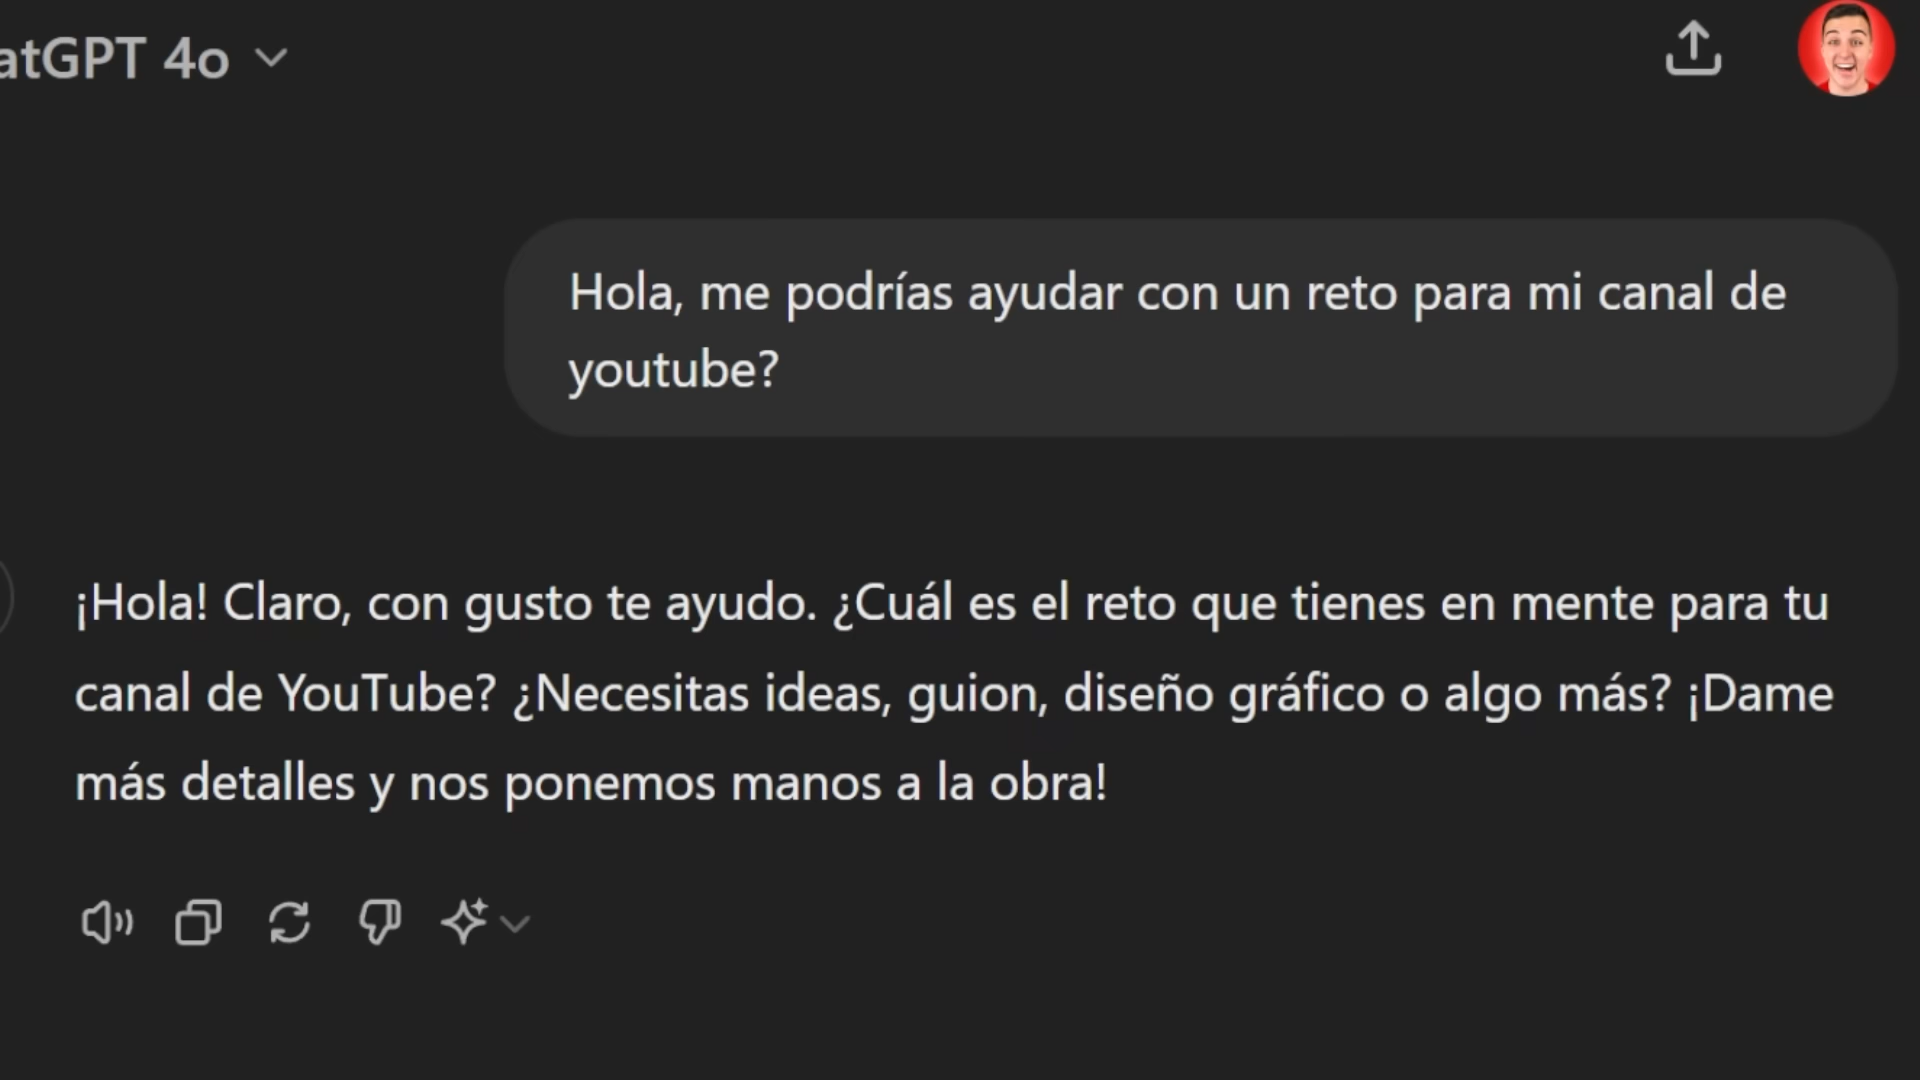 atGPT 4o
Hola, me podrías ayudar con un reto para mi canal de
youtube?
¡Hola! Claro, con gusto te ayudo. ¿Cuál es el reto que tienes en mente para tu
canal de YouTube? ¿Necesitas ideas, guion, diseño gráfico o algo más? ¡Dame
más detalles y nos ponemos manos a la obra!